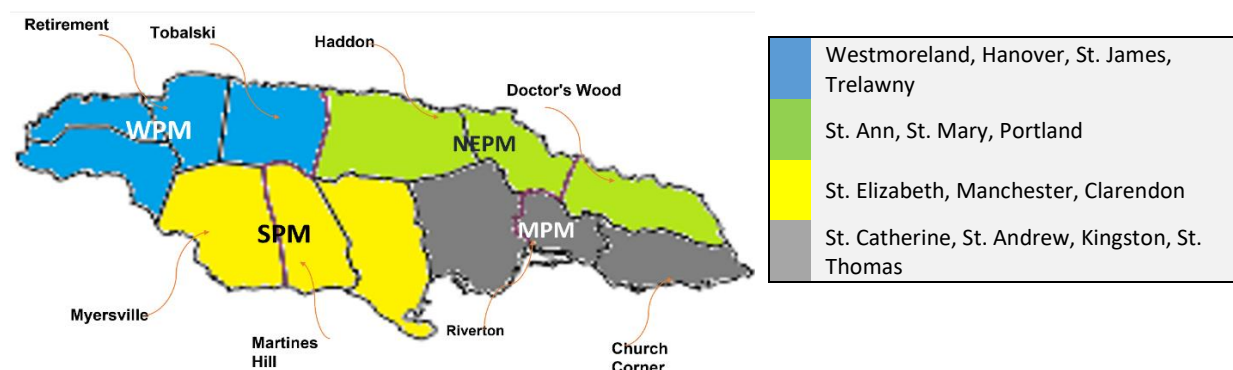 Retirement
Tobalski
Haddon
Doctor's Wood
WPM
NEPM
SPM
MPM
Myersville
Martines
Hill
Riverton
Church
Corner
Westmoreland, Hanover, St. James,
Trelawny
St. Ann, St. Mary, Portland
St. Elizabeth, Manchester, Clarendon
St. Catherine, St. Andrew, Kingston, St.
Thomas